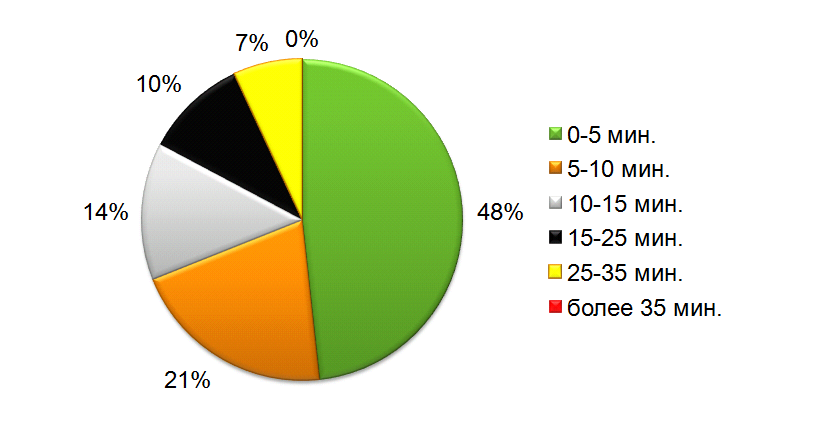 7%
0%
10%
14%
48%
21%
0-5 мин.
5-10 мин.
10-15 мин.
15-25 мин.
25-35 мин.
более 35 мин.